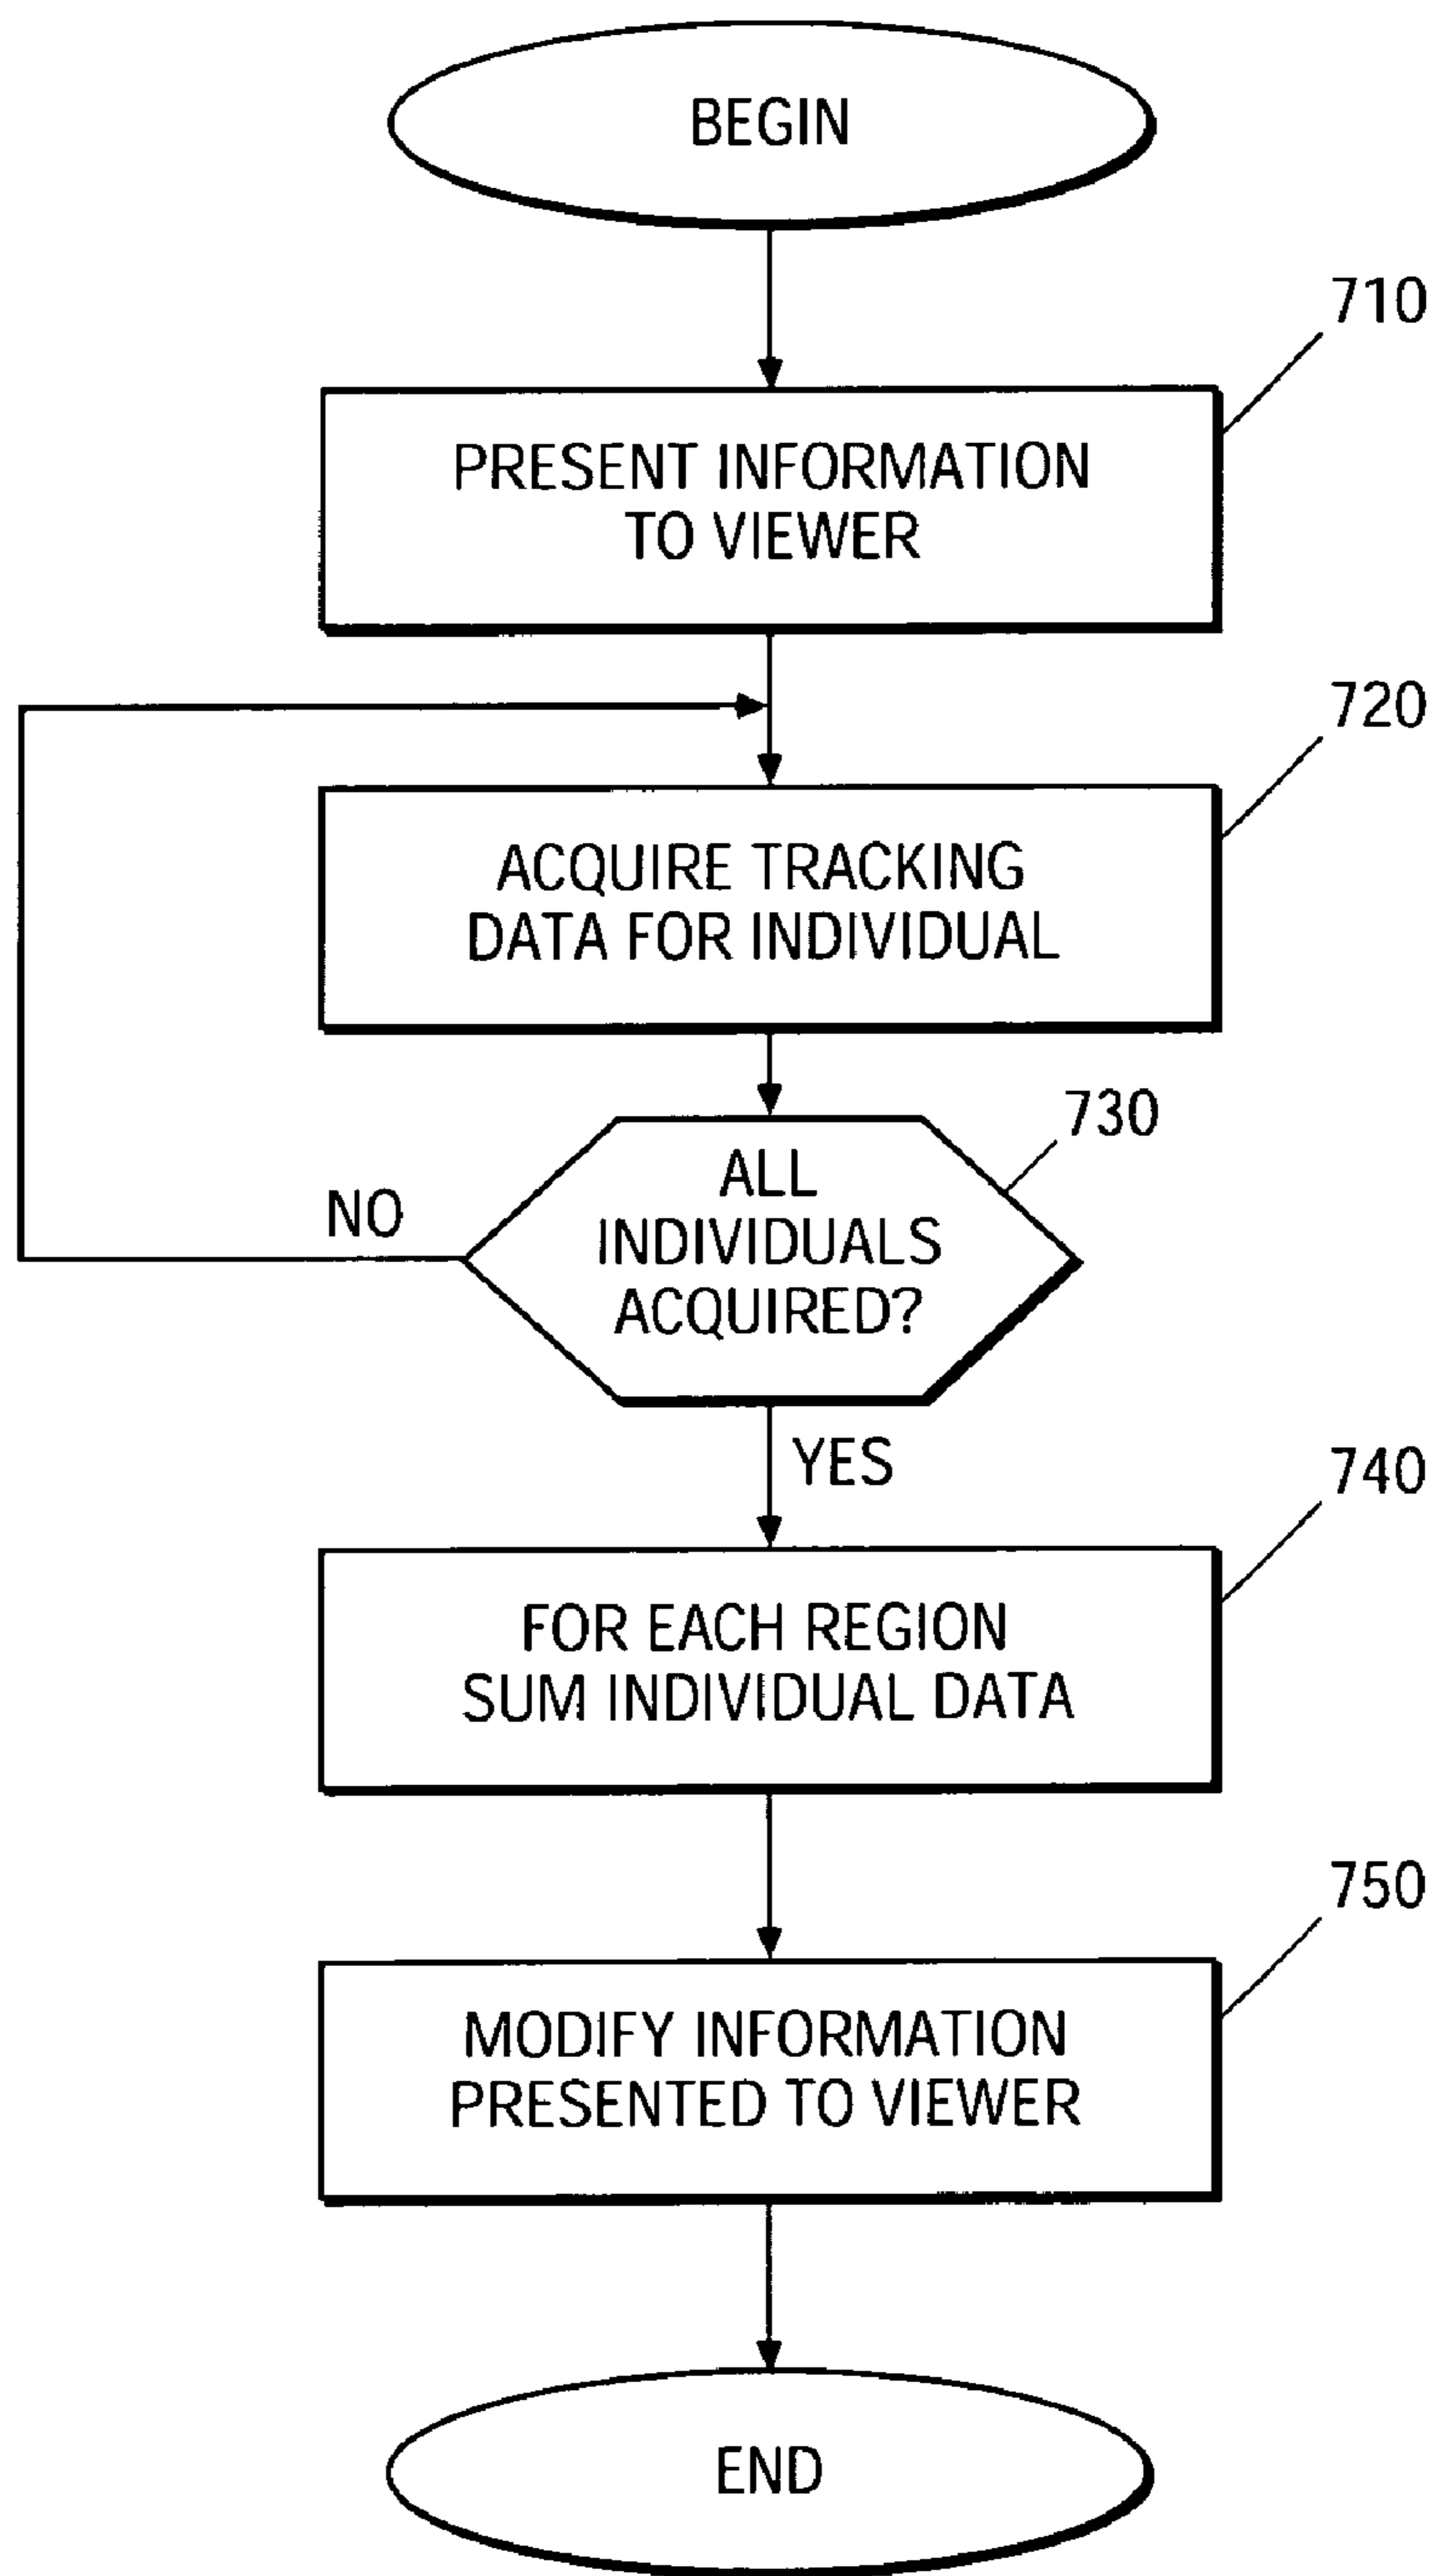 BEGIN
710
PRESENT INFORMATION
TO VIEWER
720
ACQUIRE TRACKING
DATA FOR INDIVIDUAL
730
ALL
INDIVIDUALS
ACQUIRED?
NO
YES
740
FOR EACH REGION
SUM INDIVIDUAL DATA
750
MODIFY INFORMATION
PRESENTED TO VIEWER
END